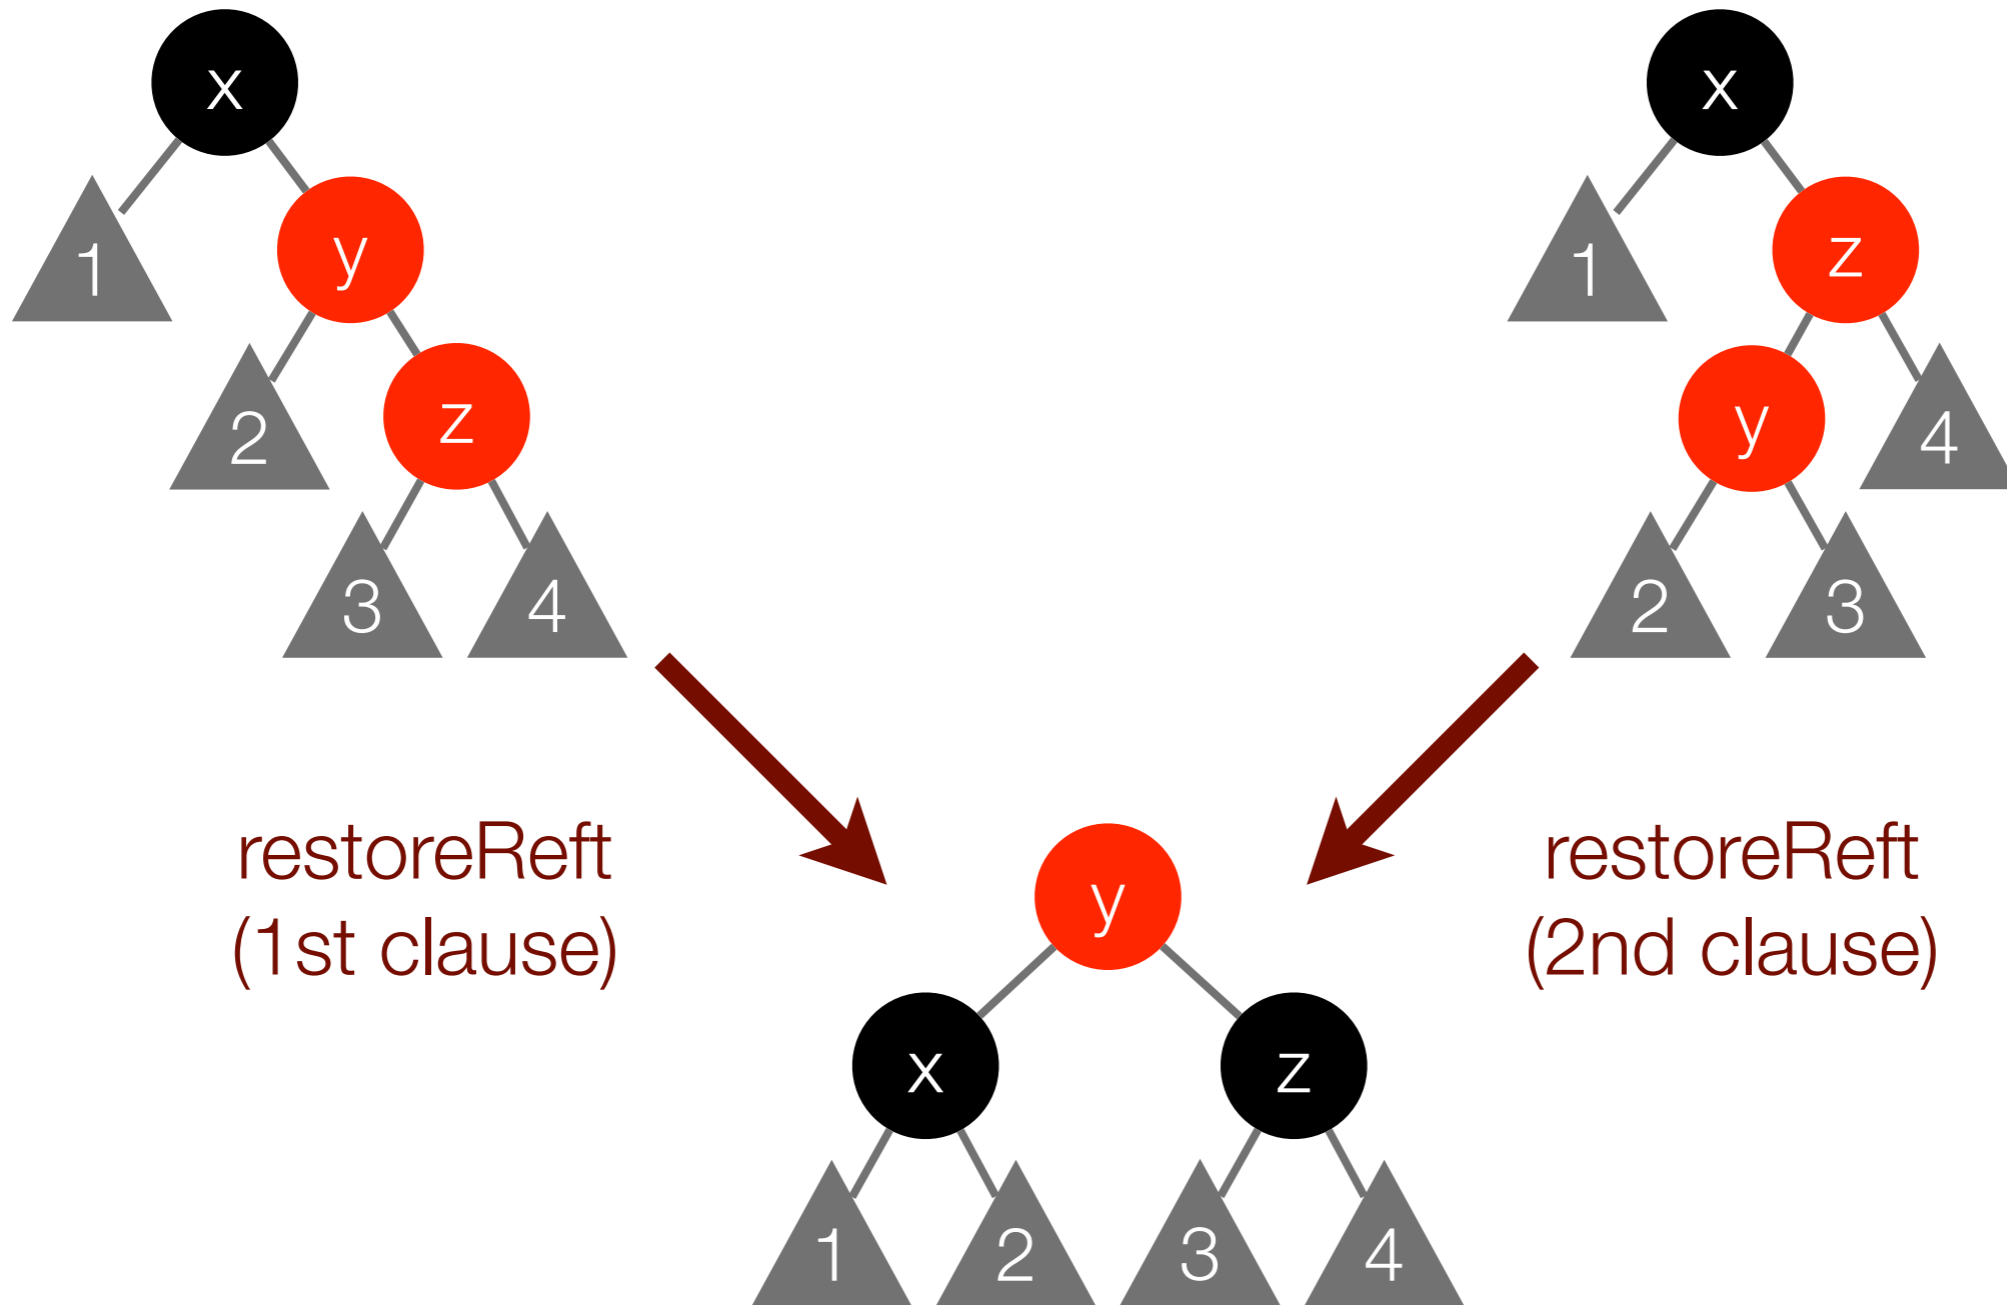 x
x
1
y
1
z
2
z
y
4
3
4
2
3
restoreReft
(1st clause)
restoreReft
(2nd clause)
y
x
z
1
2
3
4